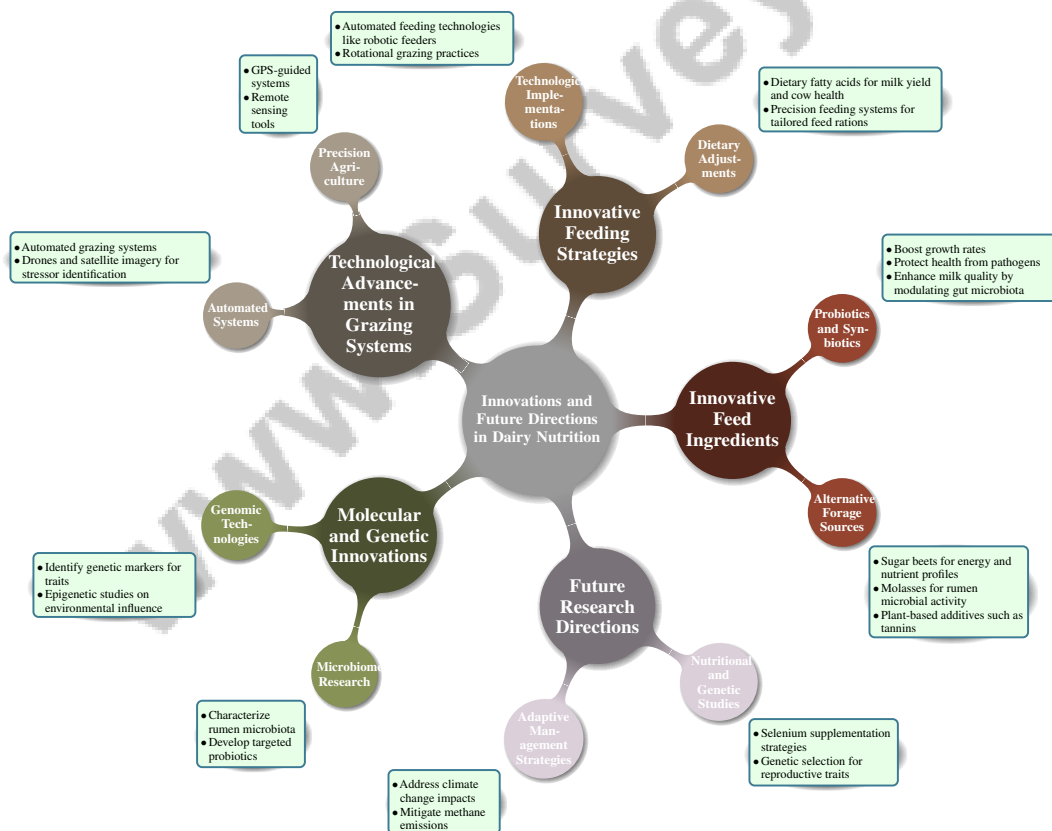 • Automated feeding technologies
like robotic feeders
• Rotational grazing practices
• GPS-guided
systems
• Remote
sensing
tools
Technologic
Impleme-
menta-
tions
• Dietary fatty acids for milk yield
and cow health
• Precision feeding systems for
tailored feed rations
Precision
Agri-
culture
Dietary
Adjust-
ments
Innovative
Feeding
Strategies
• Automated grazing systems
• Drones and satellite imagery for
stressor identification
Technological
Advance-
ments in
Grazing
Systems
Automated
Systems
• Boost growth rates
• Protect health from pathogens
• Enhance milk quality by
modulating gut microbiota
Probiotics
and Syn-
biotics
Innovations and
Future Directions
in Dairy Nutrition
Innovative
Feed
Ingredients
Alternative
Forage
Sources
• Sugar beets for energy and
nutrient profiles
• Molasses for rumen
microbial activity
• Plant-based additives such as
tannins
Genomic
Tech-
nologies
Molecular
and Genetic
Innovations
• Identify genetic markers for
traits
• Epigenetic studies on
environmental influence
Future
Research
Directions
Microbiome
Research
Nutritional
and
Genetic
Studies
• Characterize
rumen microbiota
• Develop targeted
probiotics
Adaptive
Man-
agement
Strategies
• Selenium supplementation
strategies
• Genetic selection for
reproductive traits
• Address climate
change impacts
• Mitigate methane
emissions
www.survey